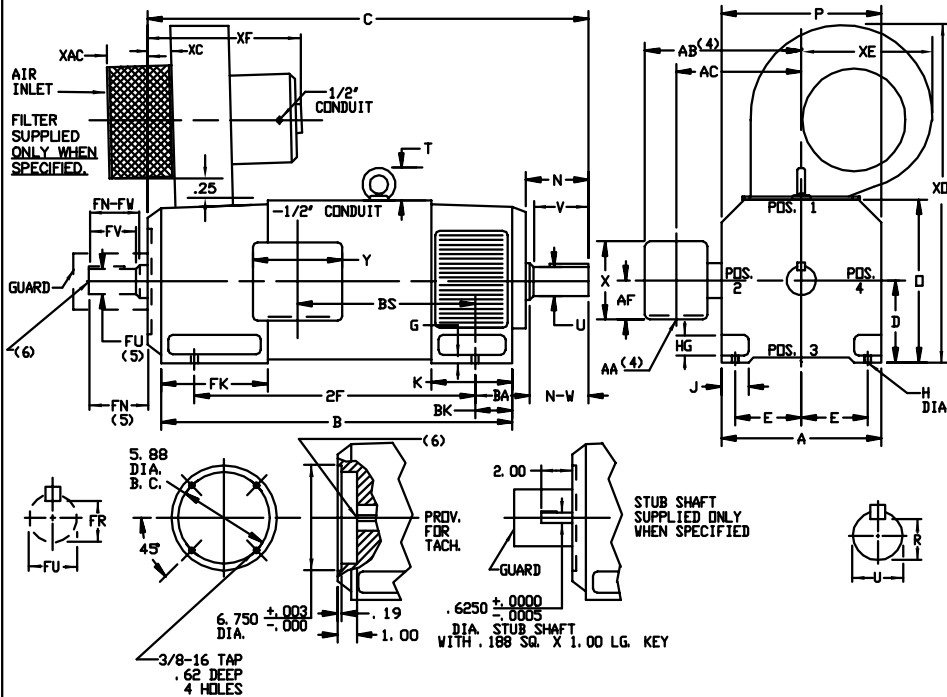 C
P
XF
XAC
XC
AB(4)
XE
AC
AIR
INLET
1/2"
CONDUIT
FILTER
SUPPLIED
ONLY WHEN
SPECIFIED.
T
XO
N
V
.25
FN-FW
FV
-1/2" CONDUIT
POS. 1
Y
GUARD
X
AF
POS.
2
POS.
4
O
D
BS
G
U
FU
(5)
(6)
HG
POS. 3
AA(4)
J
H
DIA
FK
K
2F
BA
N-W
FN
(5)
BK
B
E
E
A
(6)
5.88
DIA.
B. C.
2.00
STUB SHAFT
SUPPLIED ONLY
WHEN SPECIFIED
PROV.
FOR
TACH.
FR
FU
45°
R
U
GUARD
6.750 +.003
-.000
DIA.
.19
1.00
.6250 +.0000
-.0005
DIA. STUB SHAFT
WITH .188 SQ. X 1.00 LG. KEY
3/8-16 TAP
.62 DEEP
4 HOLES